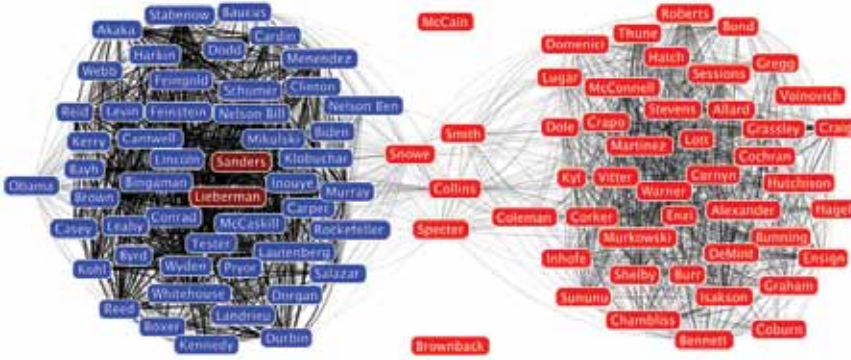 Stabenow
Baucus
Akaka
Cardin
Harkin
Dodd
Menendez
Webb
Feingold
Schumer
Clinton
Reid
Levin
Feinstein
Nelson Bill
Nelson Ben
Kerry
Cantwell
Mikulski
Biden
Lincoln
Sanders
Klobuchar
Bayh
Obama
Bingaman
Inouye
Brown
Lieberman
Murray
Carper
Casey
Leahy
Conrad
McCaskill
Rockefeller
Tester
Lautenberg
Byrd
Kohl
Wyden
Pryor
Salazar
Whitehouse
Dorgan
Reed
Landrieu
Boxer
Durbin
Kennedy
McCain
Smith
Snowe
Collins
Specter
Coleman
Brownback
Roberts
Bond
Thune
Domenici
Hatch
Gregg
Lugar
McConnell
Sessions
Voinovich
Stevens
Allard
Dole
Crapo
Grassley
Craig
Martinez
Lott
Cochran
Kyl
Vitter
Cornyn
Hutchison
Warner
Corker
Enzi
Alexander
Hagel
Murkowski
Bunning
Inhofe
DeMint
Ensign
Shelby
Burr
Graham
Sununu
Isakson
Chambliss
Coburn
Bennett